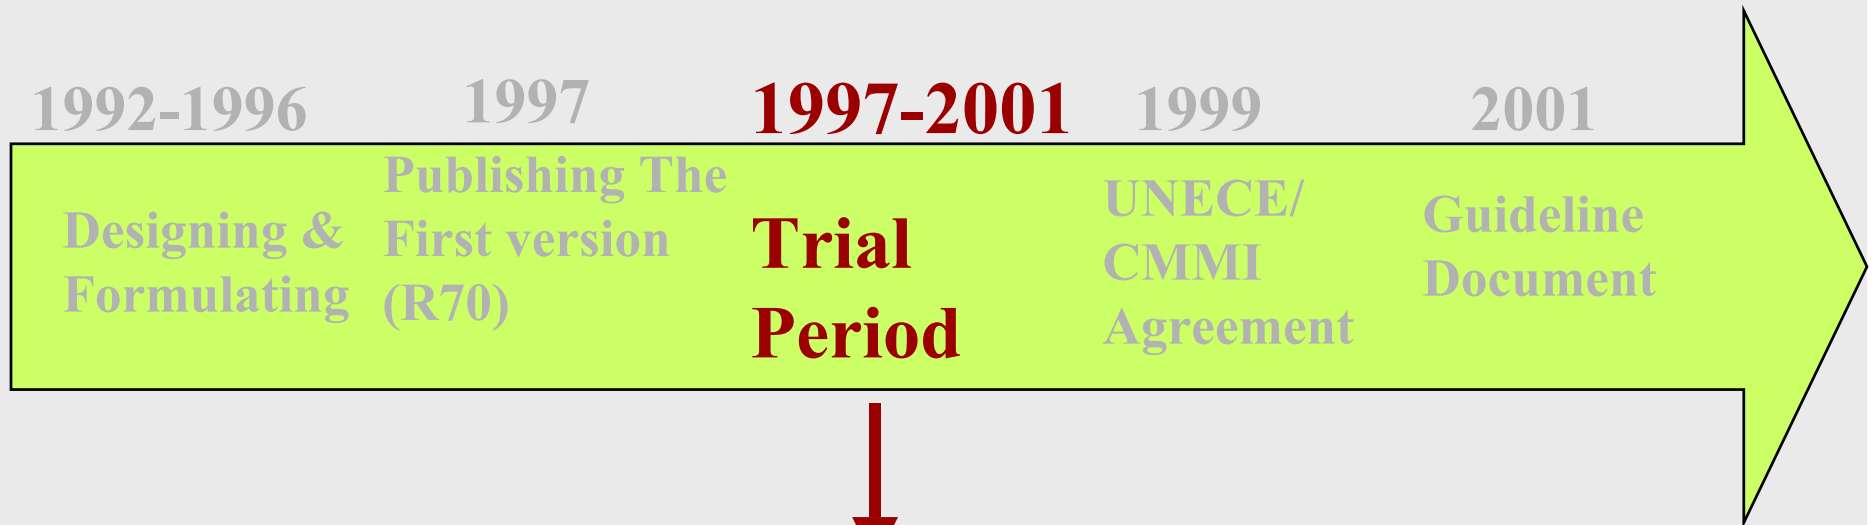 1992-1996
Designing &
Formulating
1997
Publishing The
First version
(R70)
1997-2001
Trial
Period
1999
UNECE/
CMMI
Agreement
2001
Guideline
Document